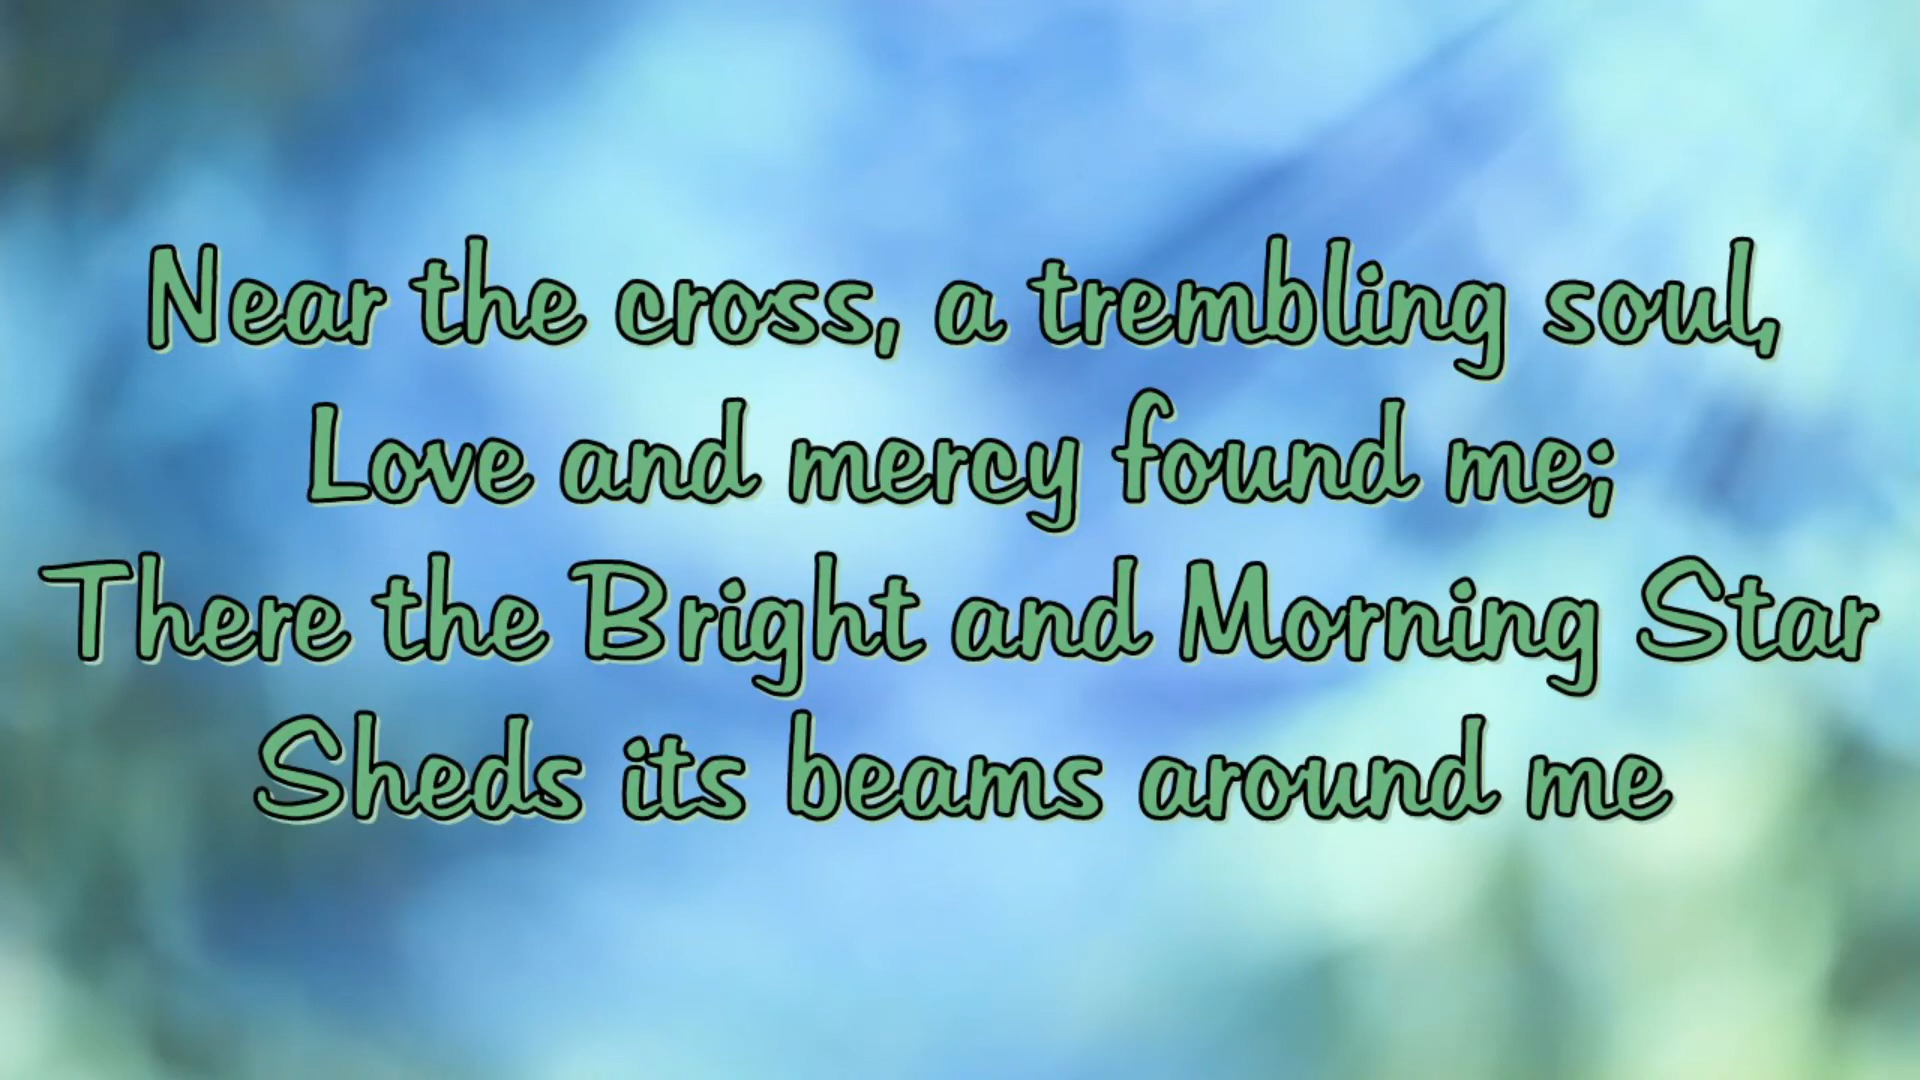 Near the cross, a trembling soul,
Love and mercy found me;
There the Bright and Morning Star
Sheds its beams around me